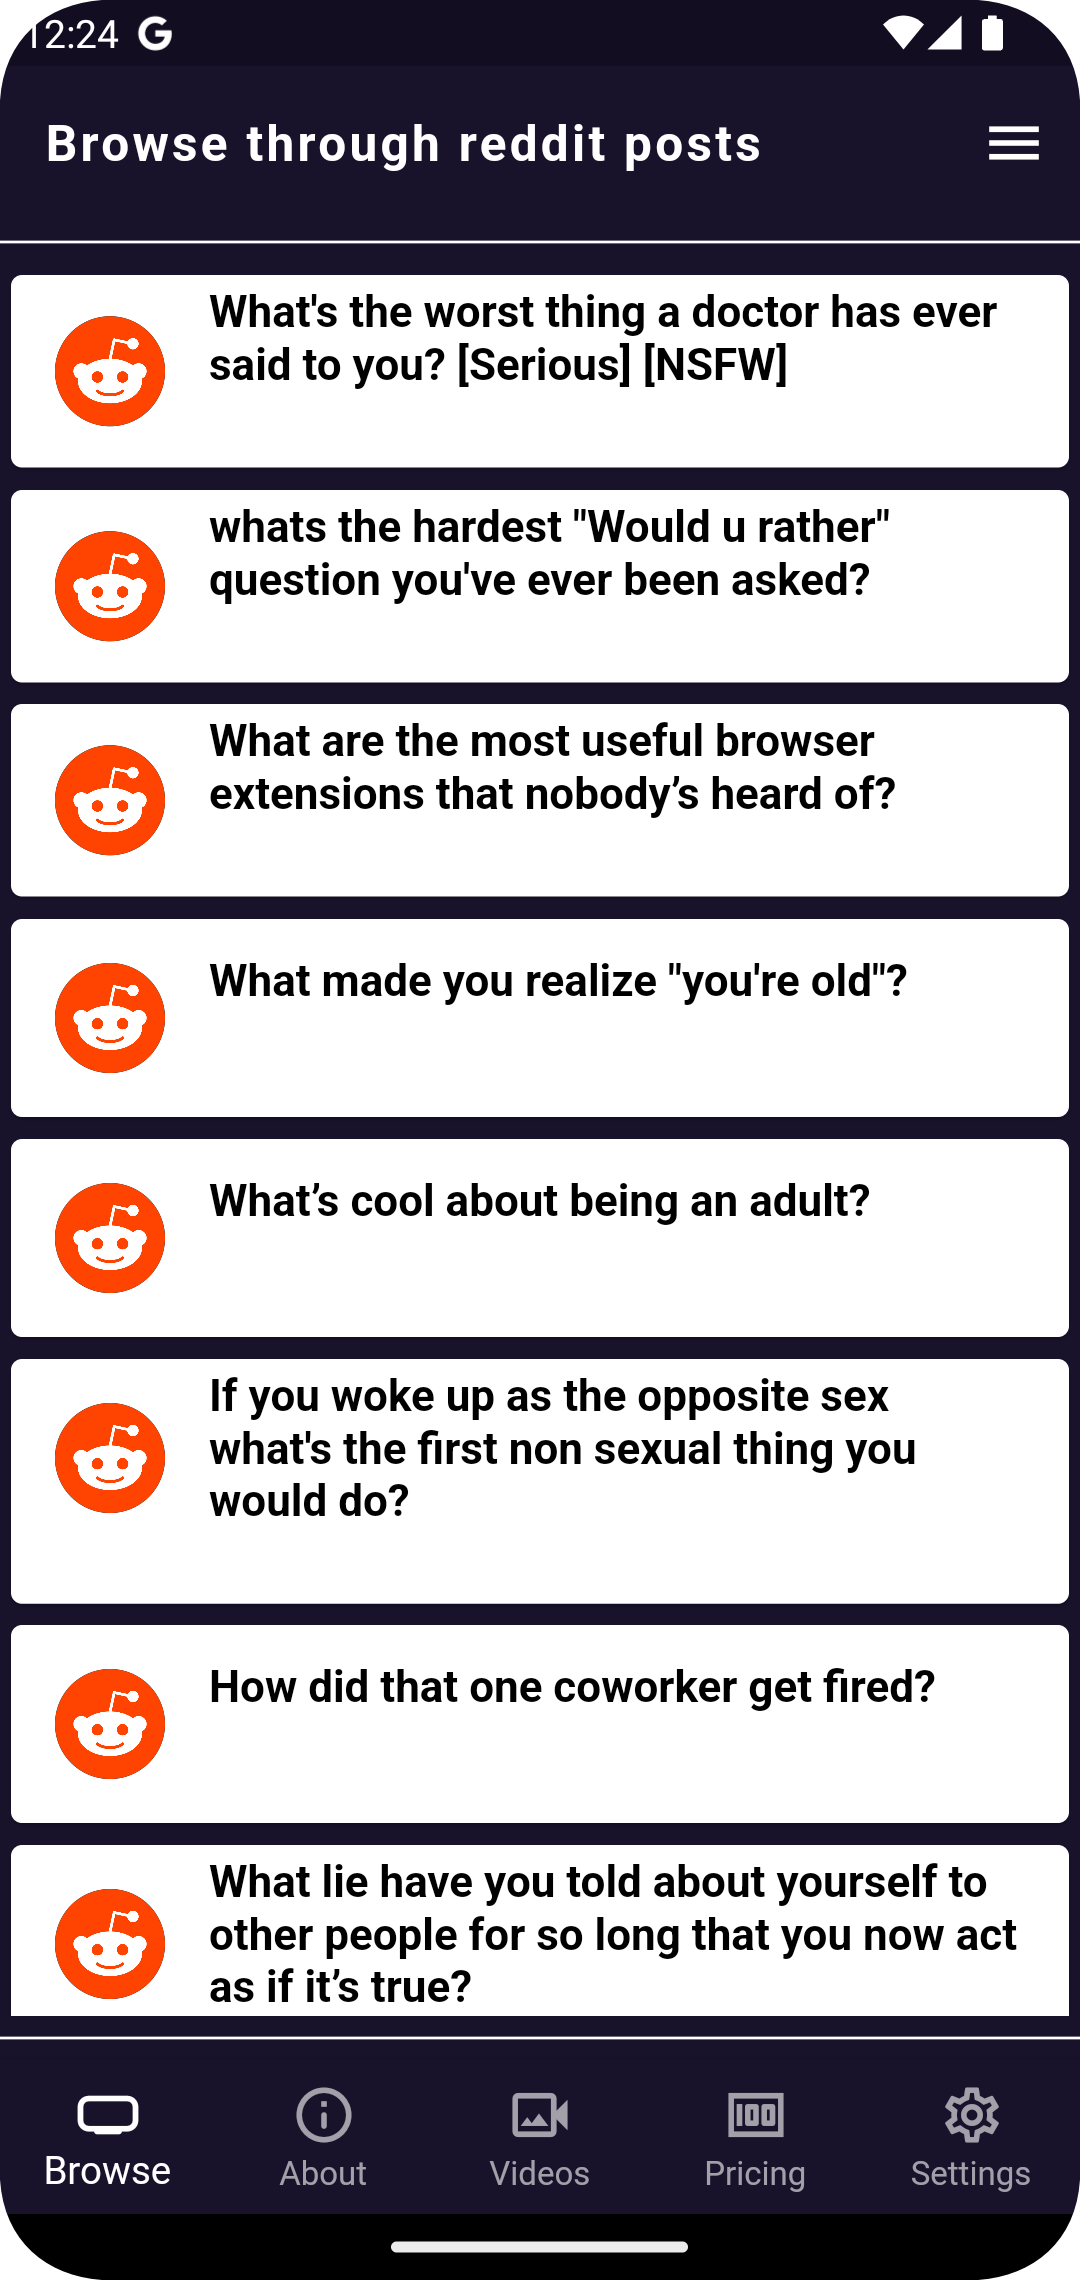 12:24
Browse through reddit posts
What's the worst thing a doctor has ever
said to you? [Serious] [NSFW]
whats the hardest "Would u rather"
question you've ever been asked?
What are the most useful browser
extensions that nobody’s heard of?
What made you realize "you're old"?
What’s cool about being an adult?
If you woke up as the opposite sex
what's the first non sexual thing you
would do?
How did that one coworker get fired?
What lie have you told about yourself to
other people for so long that you now act
as if it’s true?
Browse
About
Videos
100
Pricing
Settings